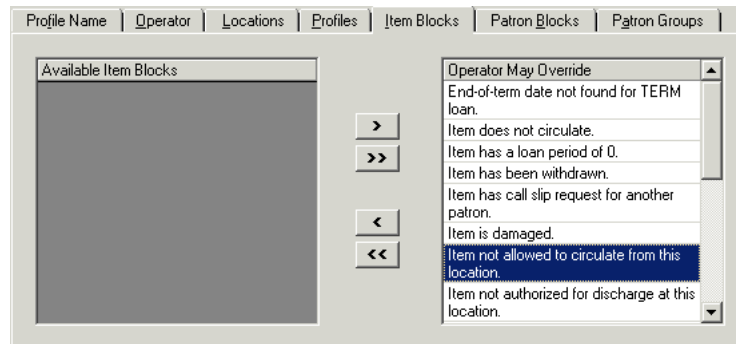 Profile Name Operator Locations Profiles Item Blocks Patron Blocks Patron Groups
Available Item Blocks
Operator May Override
End-of-term date not found for TERM
loan.
Item does not circulate.
>
Item has a loan period of 0.
>>
Item has been withdrawn.
Item has call slip request for another
patron.
<
Item is damaged.
<<
Item not allowed to circulate from this
location.
Item not authorized for discharge at this
location.